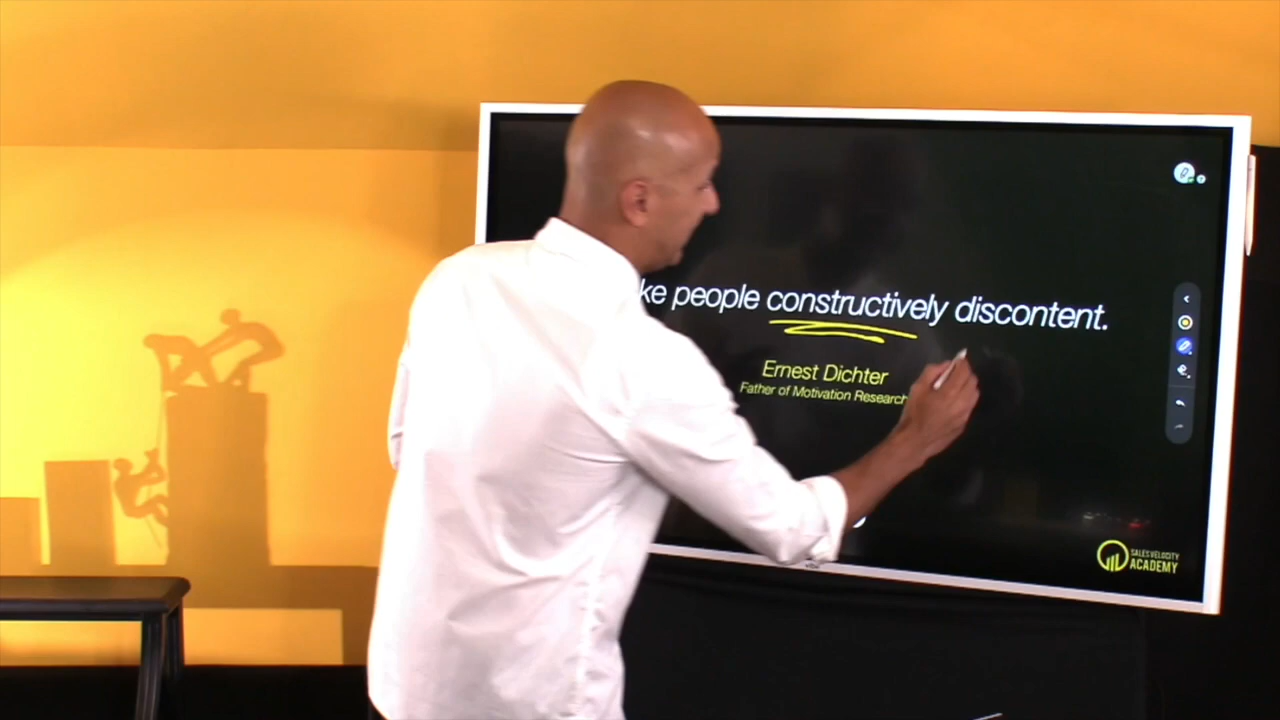 ke people constructively discontent.
Ernest Dichter
Father of Motivation Research
SALES VELOCITY
ACADEMY